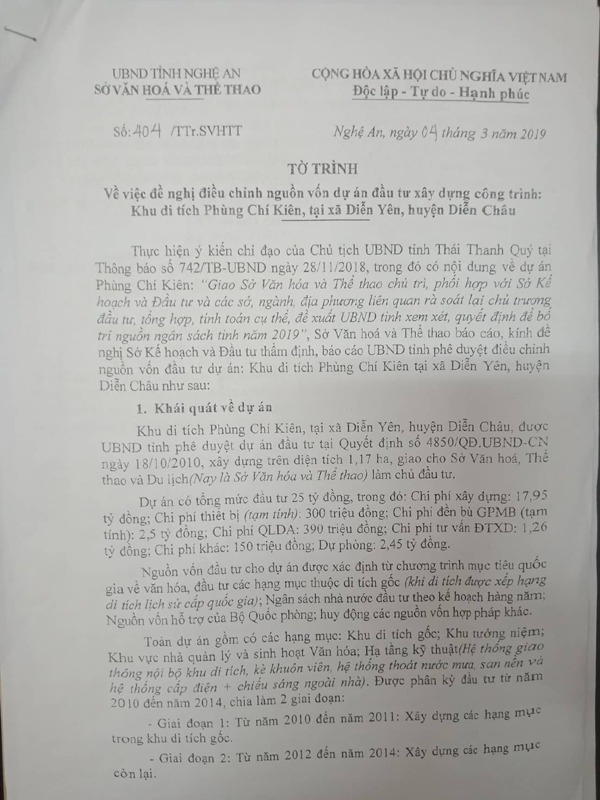 UBND TỈNH NGHỆ AN
SỞ VĂN HOÁ VÀ THỂ THAO
CỘNG HÒA XÃ HỘI CHỦ NGHĨA VIỆT NAM
Độc lập - Tự do - Hạnh phúc
Số: 404 /TTr.SVHTT
Nghệ An, ngày 04 tháng 3 năm 2019
TỜ TRÌNH
Về việc đề nghị điều chỉnh nguồn vốn dự án đầu tư xây dựng công trình:
Khu di tích Phùng Chí Kiên, tại xã Diễn Yên, huyện Diễn Châu
Thực hiện ý kiến chỉ đạo của Chủ tịch UBND tỉnh Thái Thanh Quý tại
Thông báo số 742/TB-UBND ngày 28/11/2018, trong đó có nội dung về dự án
Phùng Chí Kiên: "Giao Sở Văn hóa và Thể thao chủ trì, phối hợp với Sở Kế
hoạch và Đầu tư và các sở, ngành, địa phương liên quan rà soát lại chủ trương
đầu tư, tổng hợp, tính toán cụ thể, đề xuất UBND tỉnh xem xét, quyết định để bố
trí nguồn ngân sách tỉnh năm 2019", Sở Văn hoá và Thể thao báo cáo, kính đề
nghị Sở Kế hoạch và Đầu tư thẩm định, báo cáo UBND tỉnh phê duyệt điều chỉnh
nguồn vốn đầu tư dự án: Khu di tích Phùng Chí Kiên tại xã Diễn Yên, huyện
Diễn Châu như sau:
1. Khái quát về dự án
Khu di tích Phùng Chí Kiên, tại xã Diễn Yên, huyện Diễn Châu, được
UBND tỉnh phê duyệt dự án đầu tư tại Quyết định số 4850/QĐ.UBND-CN
ngày 18/10/2010, xây dựng trên diện tích 1,17 ha, giao cho Sở Văn hoá, Thể
thao và Du lịch(Nay là Sở Văn hóa và Thể thao) làm chủ đầu tư.
Dự án có tổng mức đầu tư 25 tỷ đồng, trong đó: Chi phí xây dựng: 17,95
tỷ đồng; Chi phí thiết bị (tạm tính): 300 triệu đồng; Chi phí đền bù GPMB (tạm
tính): 2,5 tỷ đồng; Chi phí QLDA: 390 triệu đồng; Chi phí tư vấn ĐTXD: 1,26
tỷ đồng; Chi phí khác: 150 triệu đồng; Dự phòng: 2,45 tỷ đồng.
Nguồn vốn đầu tư cho dự án được xác định từ chương trình mục tiêu quốc
gia về văn hóa, đầu tư các hạng mục thuộc di tích gốc (khi di tích được xếp hạng
di tích lịch sử cấp quốc gia); Ngân sách nhà nước đầu tư theo kế hoạch hàng năm;
Nguồn vốn hỗ trợ của Bộ Quốc phòng; huy động các nguồn vốn hợp pháp khác.
Toàn dự án gồm có các hạng mục: Khu di tích gốc; Khu tưởng niệm;
Khu vực nhà quản lý và sinh hoạt Văn hóa; Hạ tầng kỹ thuật(Hệ thống giao
thông nội bộ khu di tích, kè khuôn viên, hệ thống thoát nước mưa, san nền và
hệ thống cấp điện + chiếu sáng ngoài nhà). Được phân kỳ đầu tư từ năm
2010 đến năm 2014, chia làm 2 giai đoạn:
- Giai đoạn 1: Từ năm 2010 đến năm 2011: Xây dựng các hạng mục
trong khu di tích gốc.
- Giai đoạn 2: Từ năm 2012 đến năm 2014: Xây dựng các hạng mục
còn lại.